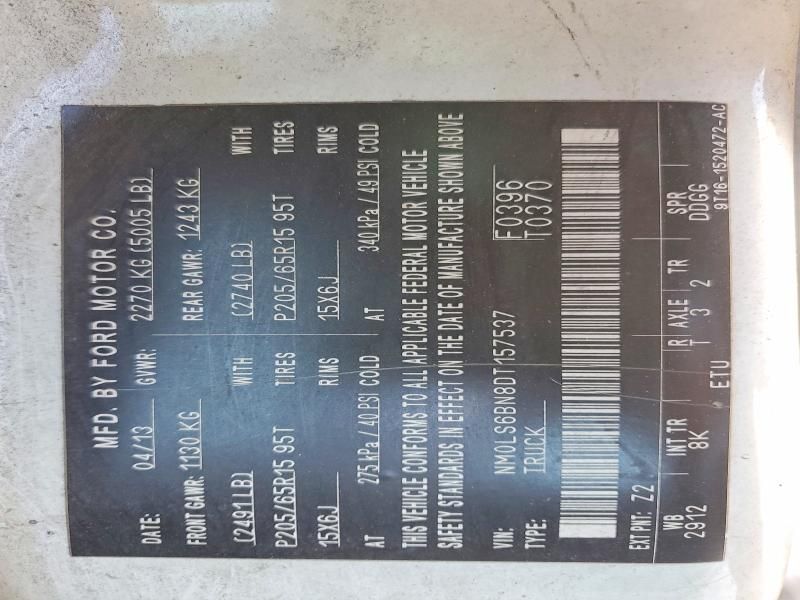 MFD. BY FORD MOTOR CO.
DATE: 04/13 GVWR: 2270 KG (5005 LB)
FRONT GAWR: 1130 KG REAR GAWR: 1243 KG
(2491LB) WITH (2740 LB) WITH
P205/65R15 95T TIRES P205/65R15 95T TIRES
15X6J RIMS 15X6J RIMS
AT 275 kPa / 40 PSI COLD AT 340 kPa / 49 PSI COLD
THIS VEHICLE CONFORMS TO ALL APPLICABLE FEDERAL MOTOR VEHICLE
SAFETY STANDARDS IN EFFECT ON THE DATE OF MANUFACTURE SHOWN ABOVE
VIN: NM0LS6BN8DT157537 F0396
TYPE: TRUCK T0370
EXT PNT: Z2
WB INT TR R AXLE TR SPR
2912 8K T 3 2 DDGG
ETU 9T16-1520472-AC